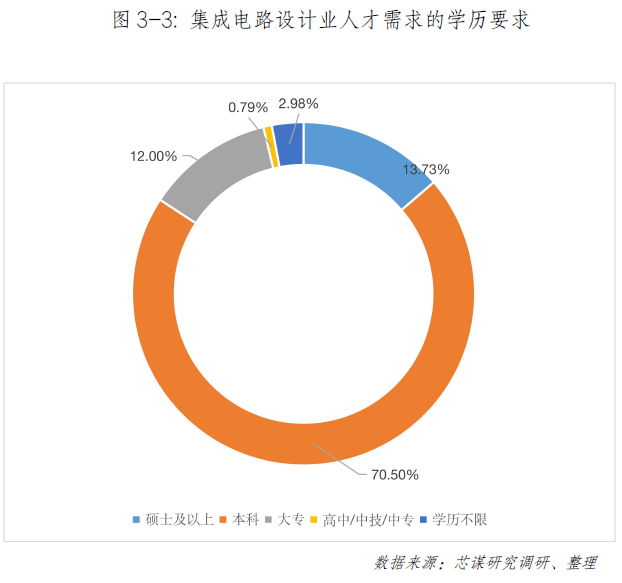 图 3-3: 集成电路设计业人才需求的学历要求
0.79% 2.98%
12.00%
13.73%
70.50%
硕士及以上 本科 大专 高中/中技/中专 学历不限
数据来源：芯谋研究调研、整理